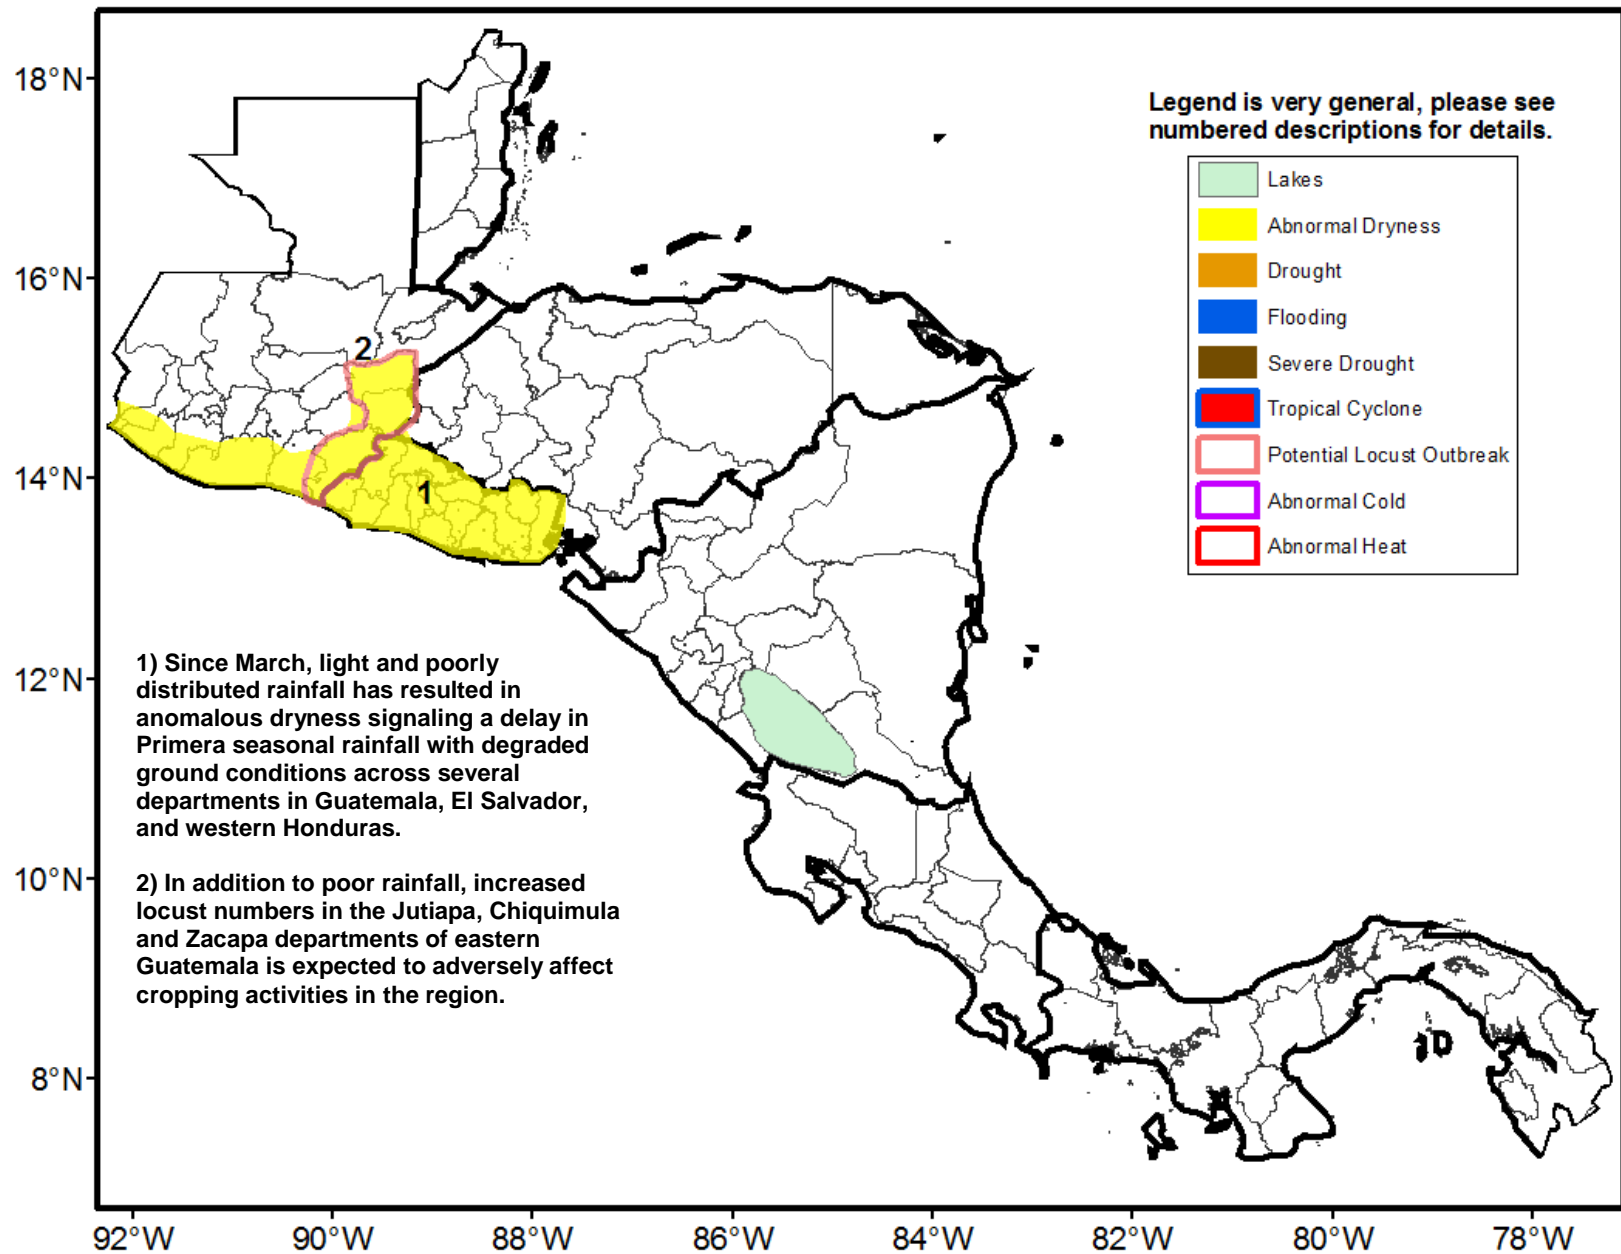 18°N
16°N
14°N
12°N
10°N
8°N
Legend is very general, please see
numbered descriptions for details.
Lakes
Abnormal Dryness
Drought
Flooding
Severe Drought
Tropical Cyclone
Potential Locust Outbreak
Abnormal Cold
Abnormal Heat
2
1
1) Since March, light and poorly
distributed rainfall has resulted in
anomalous dryness signaling a delay in
Primera seasonal rainfall with degraded
ground conditions across several
departments in Guatemala, El Salvador,
and western Honduras.
2) In addition to poor rainfall, increased
locust numbers in the Jutiapa, Chiquimula
and Zacapa departments of eastern
Guatemala is expected to adversely affect
cropping activities in the region.
92°W 90°W 88°W 86°W 84°W 82°W 80°W 78°W